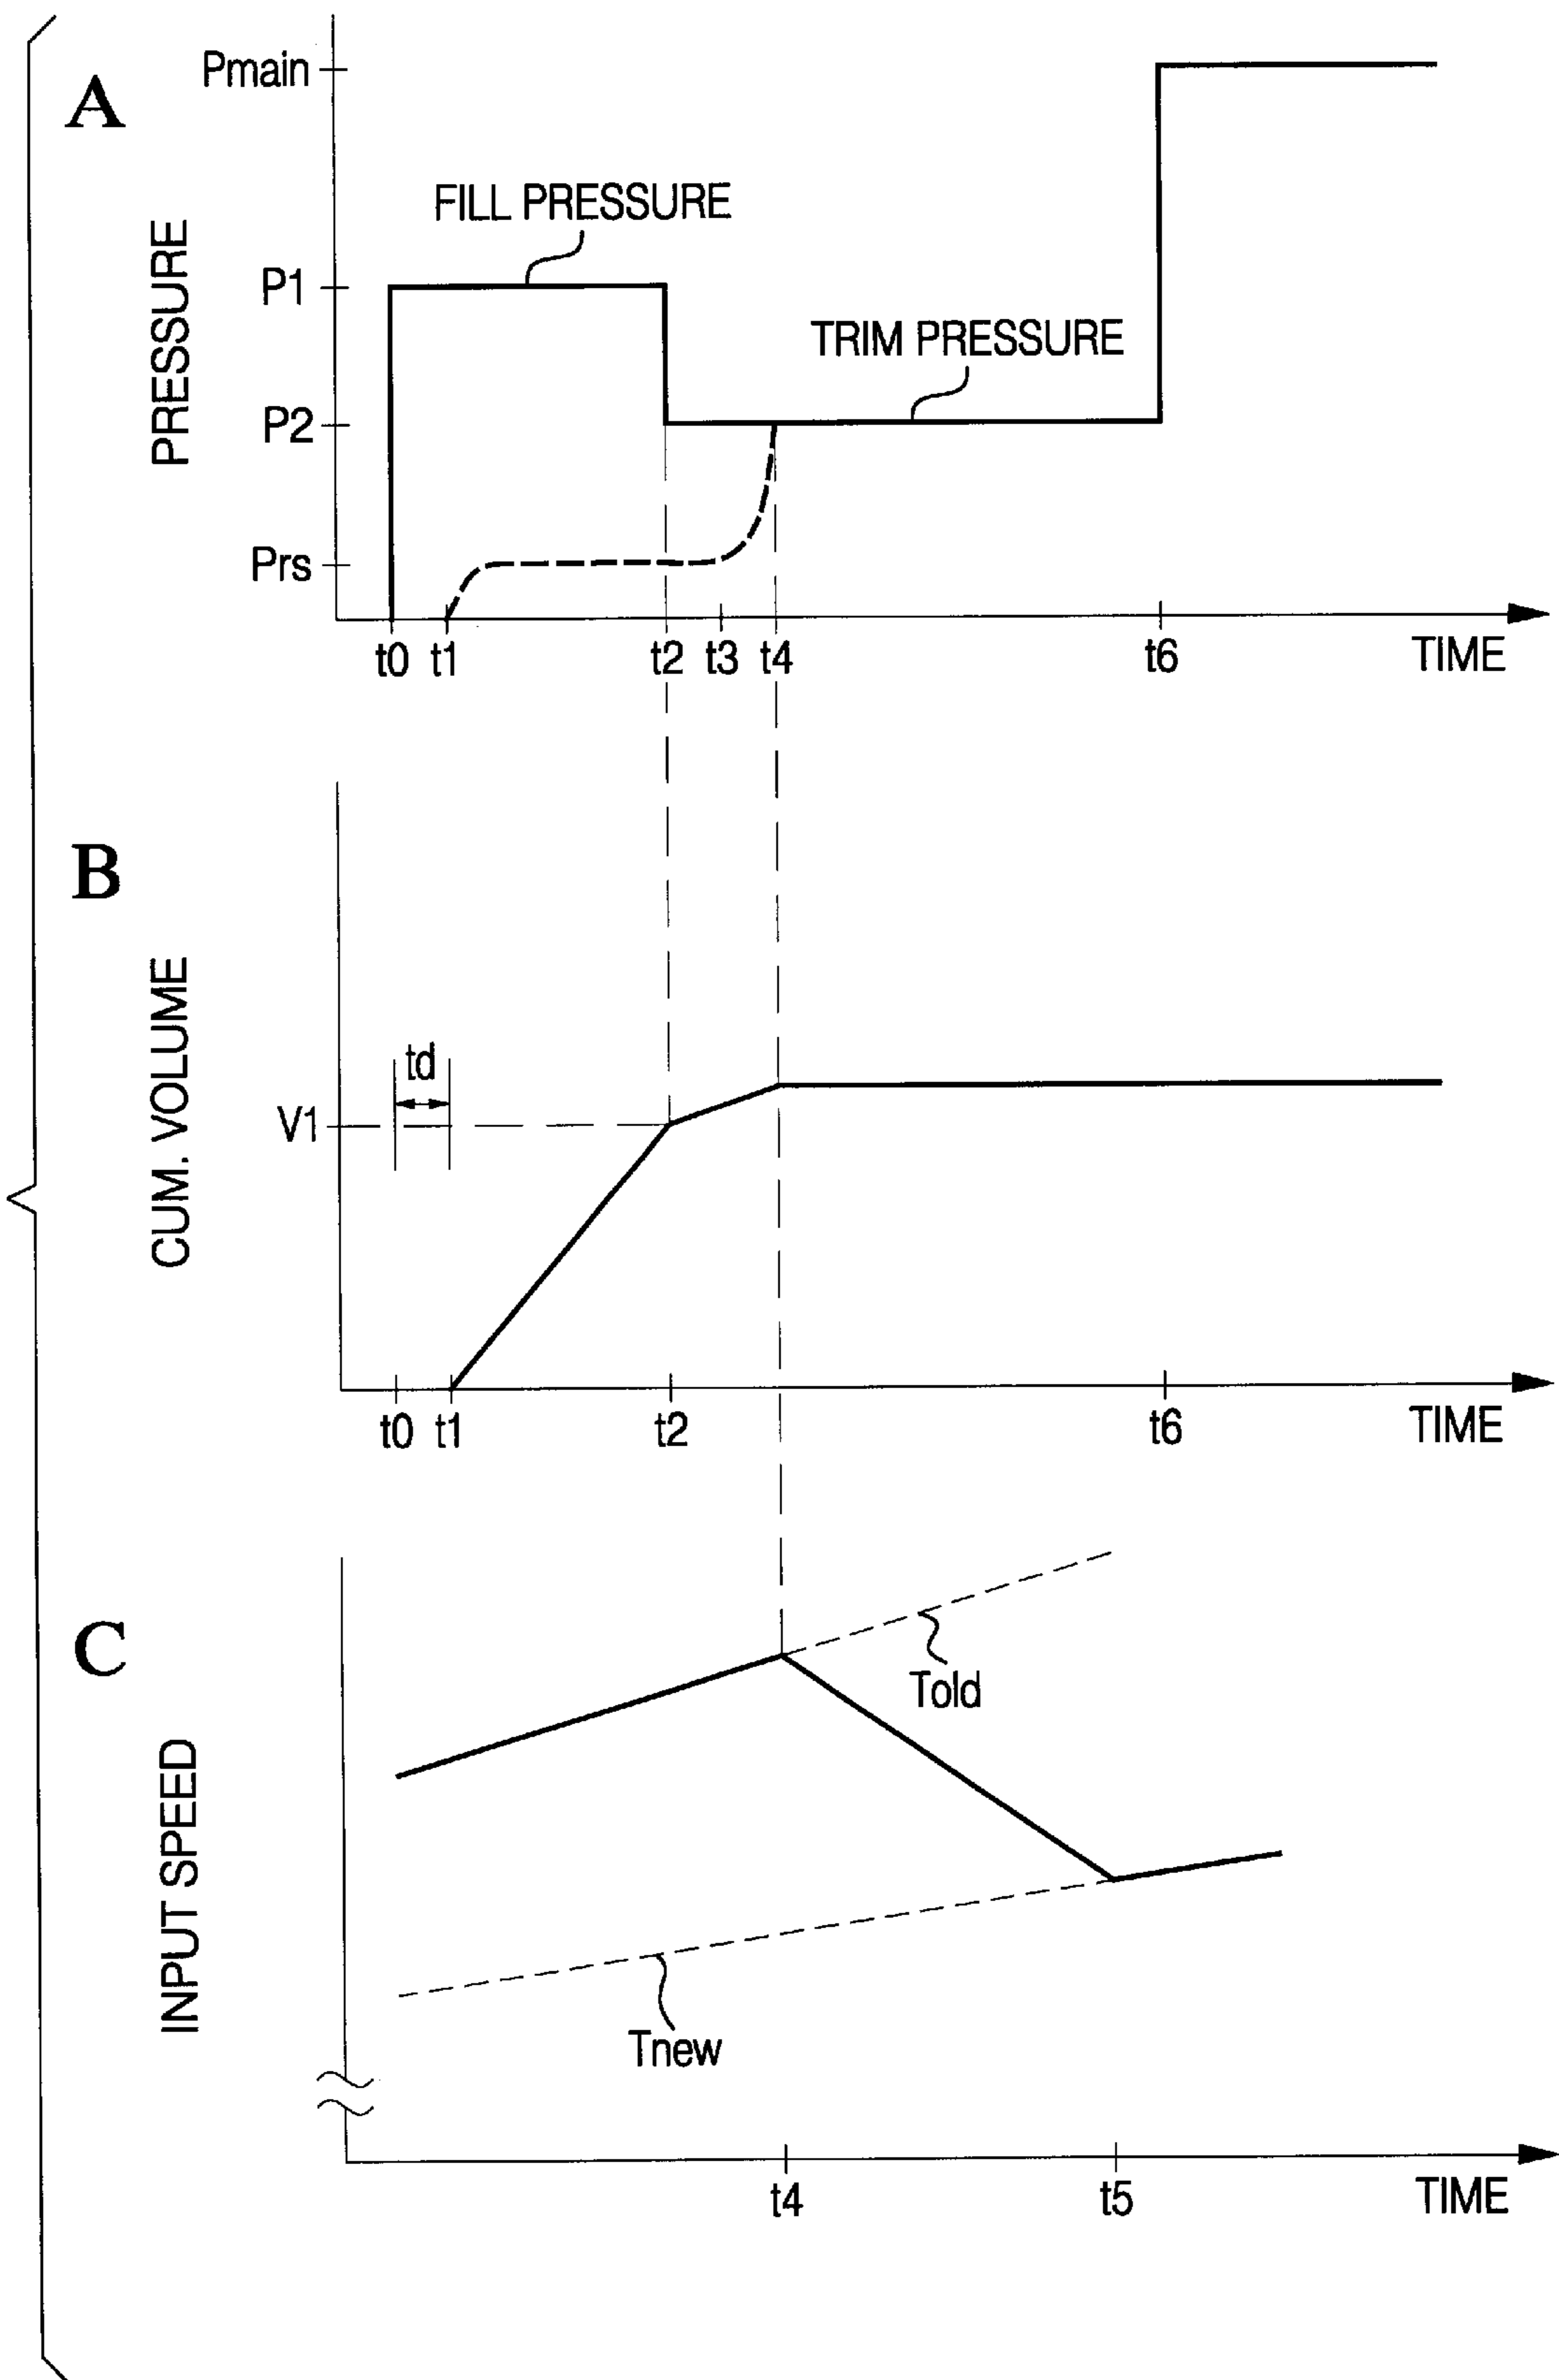 A
PRESSURE
Pmain
FILL PRESSURE
P1
TRIM PRESSURE
P2
Prs
t0 t1 t2 t3 t4 t6 TIME
B
CUM. VOLUME
td
V1
t0 t1 t2 t6 TIME
C
INPUT SPEED
Told
Tnew
t4 t5 TIME